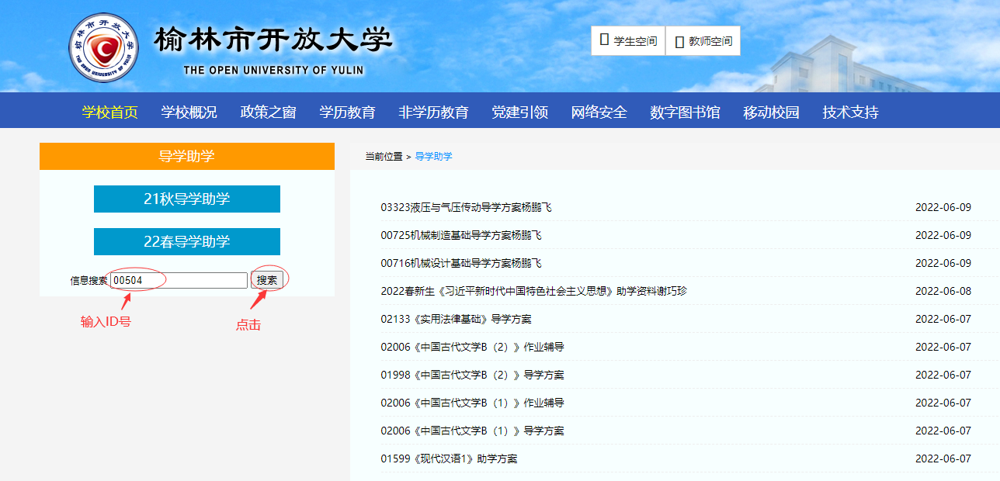 榆林市开放大学
THE OPEN UNIVERSITY OF YULIN
榆林市开放大学
THE OPEN UNIVERSITY OF YULIN
学生空间 教师空间
学校首页 学校概况 政策之窗 学历教育 非学历教育 党建引领 网络安全 数字图书馆 移动校园 技术支持
导学助学
21秋导学助学
22春导学助学
信息搜索 00504 搜索
输入ID号
点击
当前位置 > 导学助学
03323液压与气压传动导学方案杨鹏飞 2022-06-09
00725机械制造基础导学方案杨鹏飞 2022-06-09
00716机械设计基础导学方案杨鹏飞 2022-06-09
2022春新生《习近平新时代中国特色社会主义思想》助学资料谢巧珍 2022-06-08
02133《实用法律基础》导学方案 2022-06-07
02006《中国古代文学B（2）》作业辅导 2022-06-07
01998《中国古代文学B（2）》导学方案 2022-06-07
02006《中国古代文学B（1）》作业辅导 2022-06-07
02006《中国古代文学B（1）》导学方案 2022-06-07
01599《现代汉语1》助学方案 2022-06-07